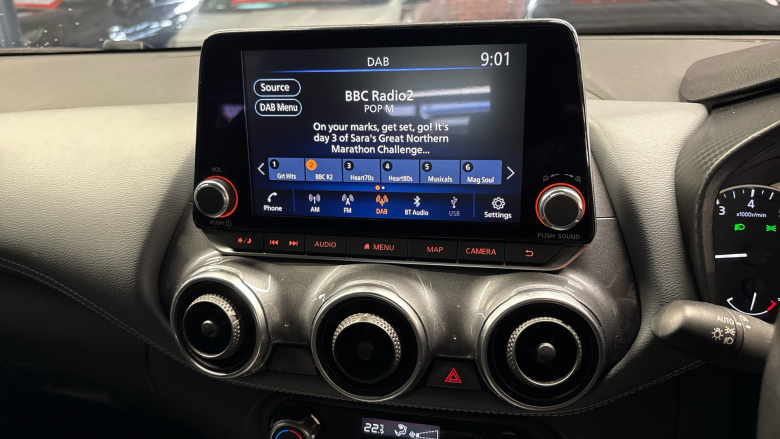 DAB
9:01
Source
BBC Radio2
POP M
DAB Menu
On your marks, get set, go! It's
day 3 of Sara's Great Northern
Marathon Challenge...
1 2 3 4 5 6
Grt Hits BBC R2 Heart70s Heart80s Musicals Mag Soul
Phone AM FM DAB BT Audio USB Settings
VOL
PUSH
PUSH SOUND
AUDIO MENU MAP CAMERA
3 4
x1000r/min
AUTO
22.5